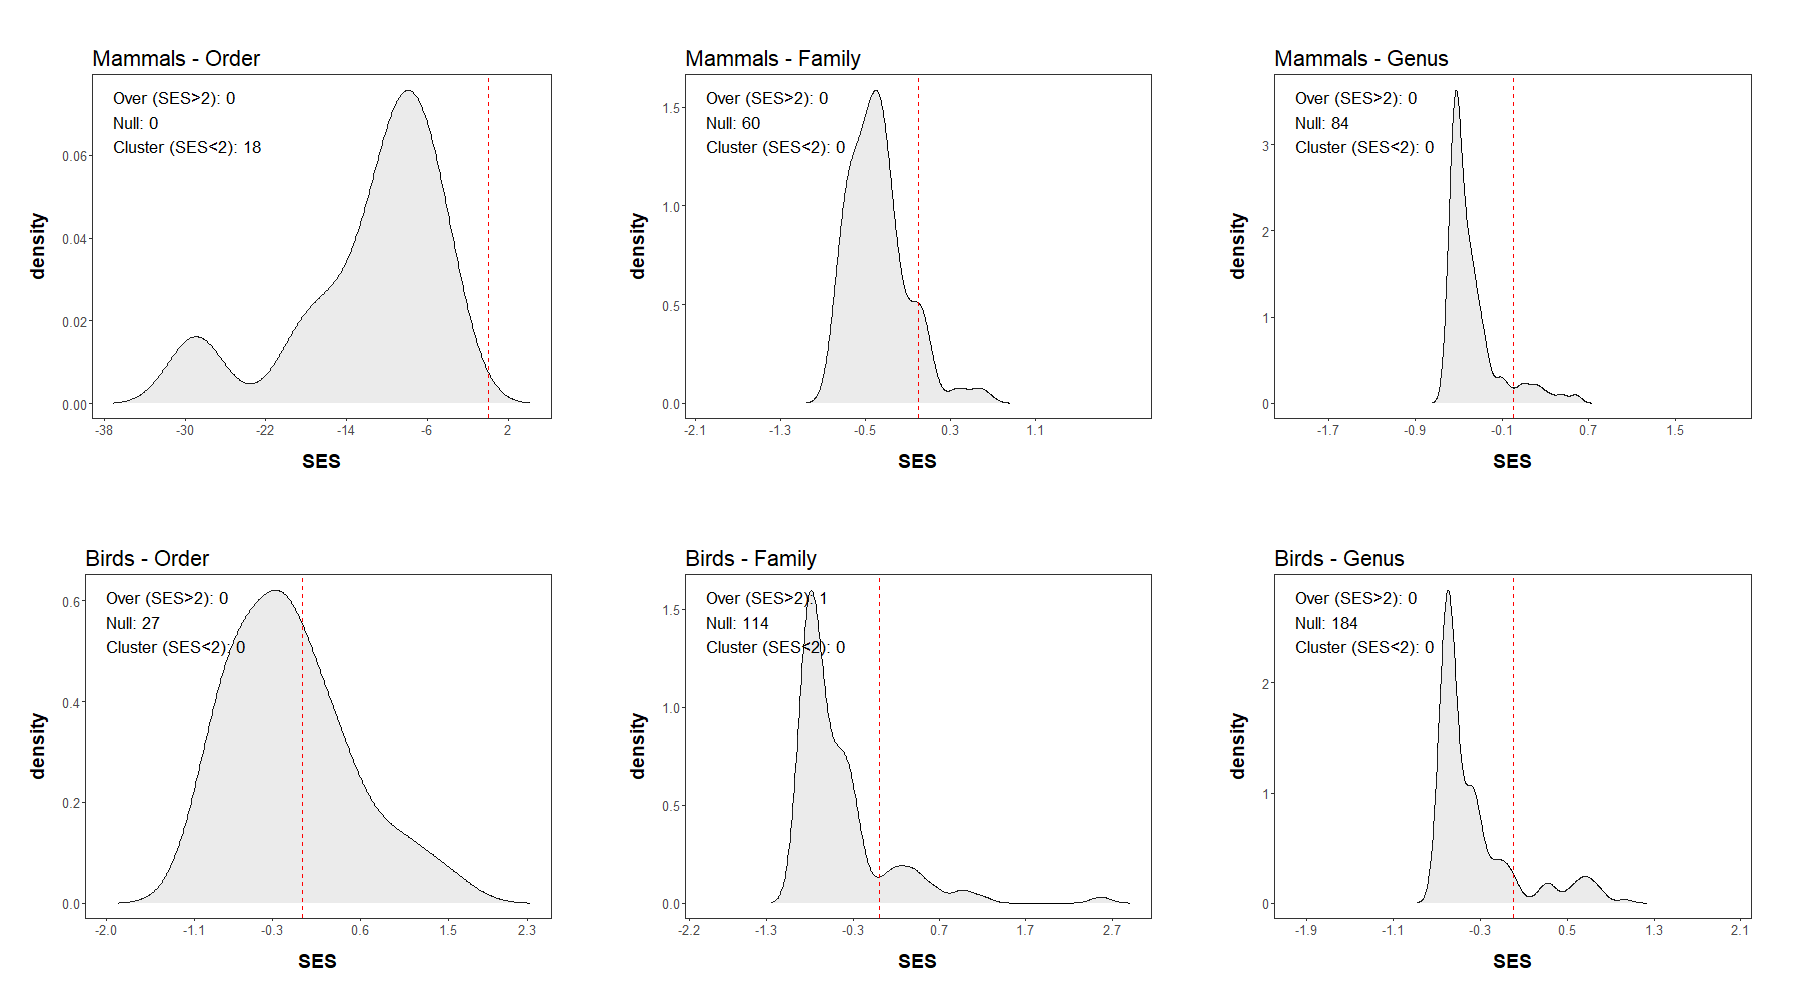 Mammals - Order
Over (SES>2): 0
Null: 0
Cluster (SES<2): 18
0.06
0.04
0.02
0.00
density
-38
-30
-22
-14
-6
2
SES
Mammals - Family
Over (SES>2): 0
Null: 60
Cluster (SES<2): 0
1.5
1.0
0.5
0.0
density
-2.1
-1.3
-0.5
0.3
1.1
SES
Mammals - Genus
Over (SES>2): 0
Null: 84
Cluster (SES<2): 0
3
2
1
0
density
-1.7
-0.9
-0.1
0.7
1.5
SES
Birds - Order
Over (SES>2): 0
Null: 27
Cluster (SES<2): 0
0.6
0.4
0.2
0.0
density
-2.0
-1.1
-0.3
0.6
1.5
2.3
SES
Birds - Family
Over (SES>2): 1
Null: 114
Cluster (SES<2): 0
1.5
1.0
0.5
0.0
density
-2.2
-1.3
-0.3
0.7
1.7
2.7
SES
Birds - Genus
Over (SES>2): 0
Null: 184
Cluster (SES<2): 0
2
1
0
density
-1.9
-1.1
-0.3
0.5
1.3
2.1
SES